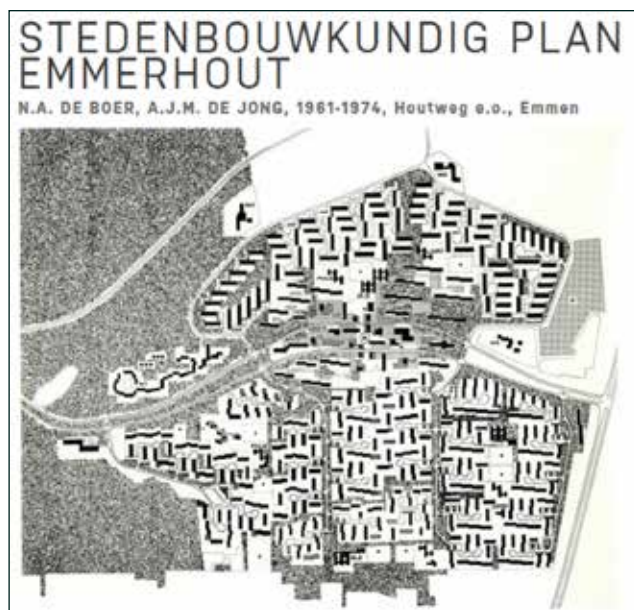 STEDENBOUWKUNDIG PLAN
EMMERHOUT
N.A. DE BOER, A.J.M. DE JONG, 1961-1974, Houtweg e.o., Emmen